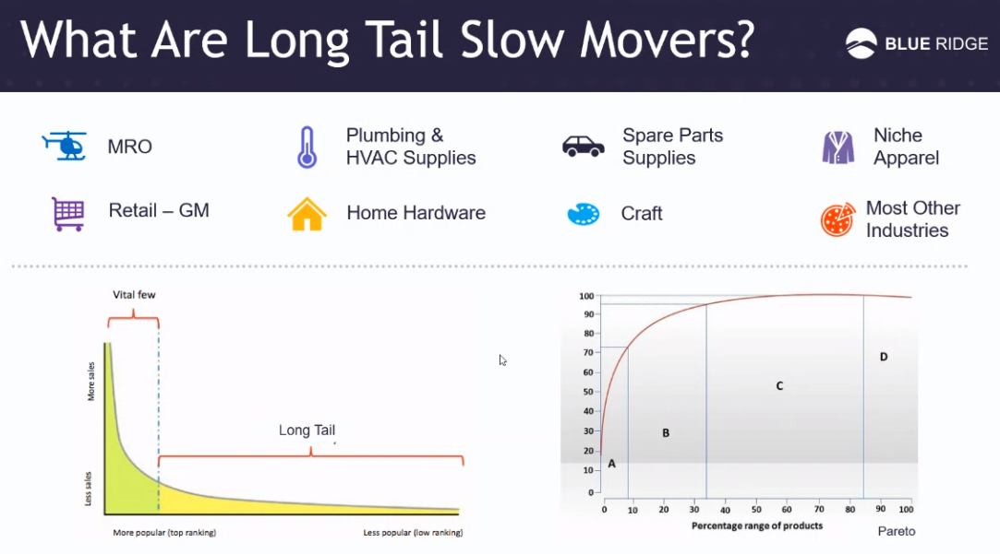 What Are Long Tail Slow Movers?
BLUE RIDGE
MRO
Plumbing &
HVAC Supplies
Spare Parts
Supplies
Niche
Apparel
Retail – GM
Home Hardware
Craft
Most Other
Industries
Vital few
More sales
Less sales
Long Tail
More popular (top ranking)
Less popular (low ranking)
100
90
80
70
60
50
40
30
20
10
0
A
B
C
D
0 10 20 30 40 50 60 70 80 90 100
Percentage range of products
Pareto